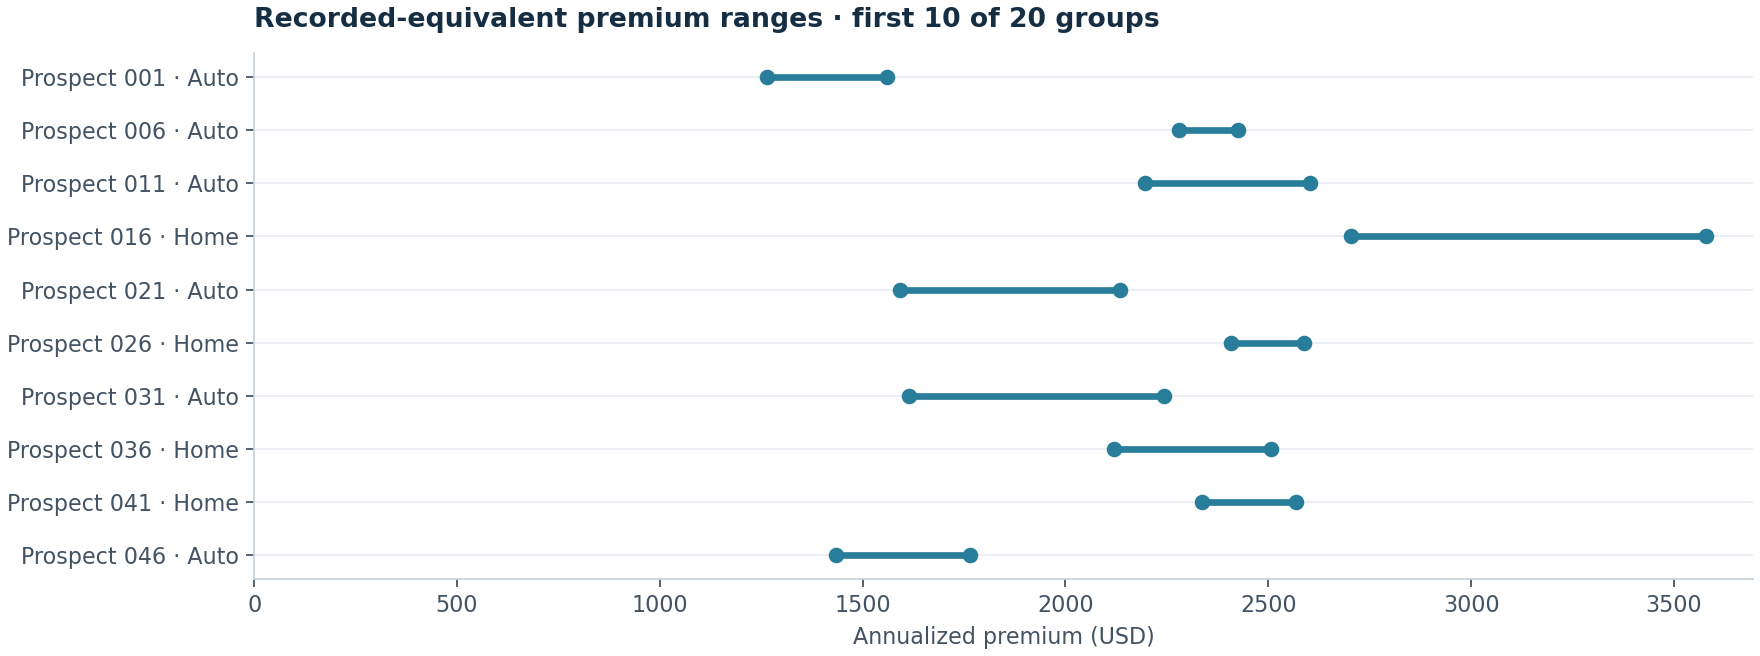 Recorded-equivalent premium ranges · first 10 of 20 groups
Prospect 001 · Auto
Prospect 006 · Auto
Prospect 011 · Auto
Prospect 016 · Home
Prospect 021 · Auto
Prospect 026 · Home
Prospect 031 · Auto
Prospect 036 · Home
Prospect 041 · Home
Prospect 046 · Auto
0 500 1000 1500 2000 2500 3000 3500
Annualized premium (USD)